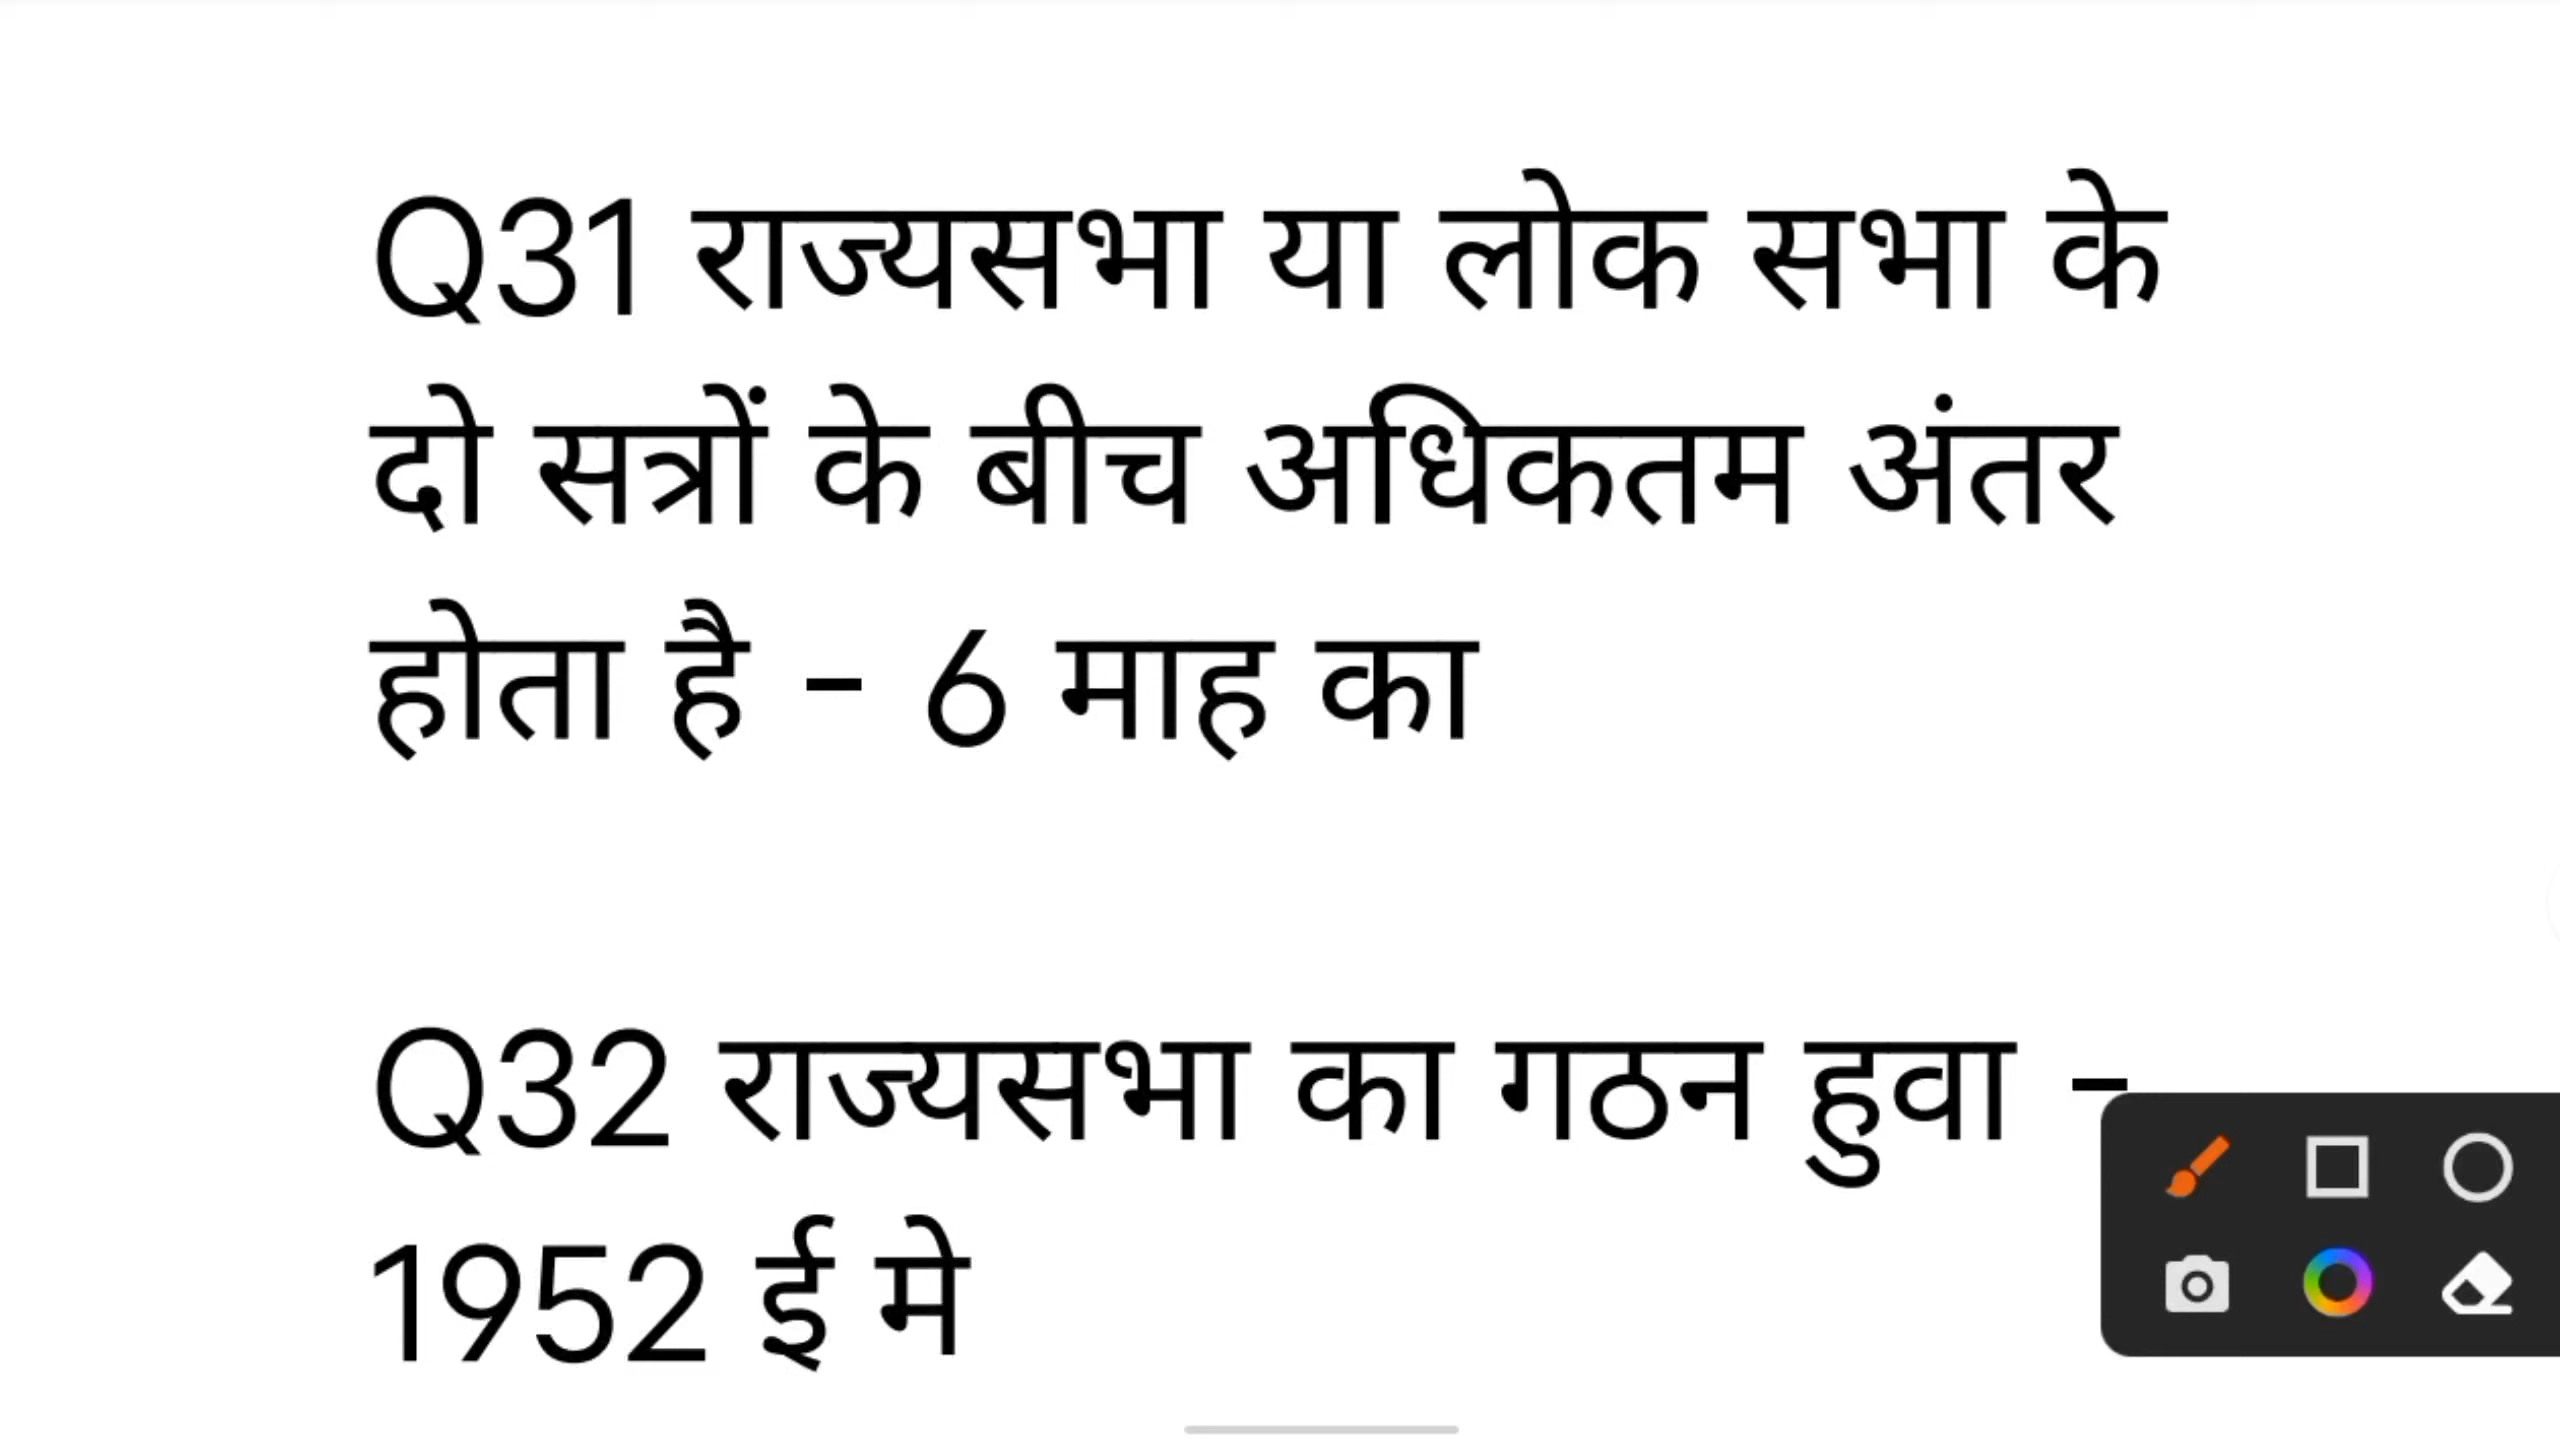 Q31 राज्यसभा या लोक सभा के
दो सत्रों के बीच अधिकतम अंतर
होता है - 6 माह का
Q32 राज्यसभा का गठन हुवा -
1952 ई मे